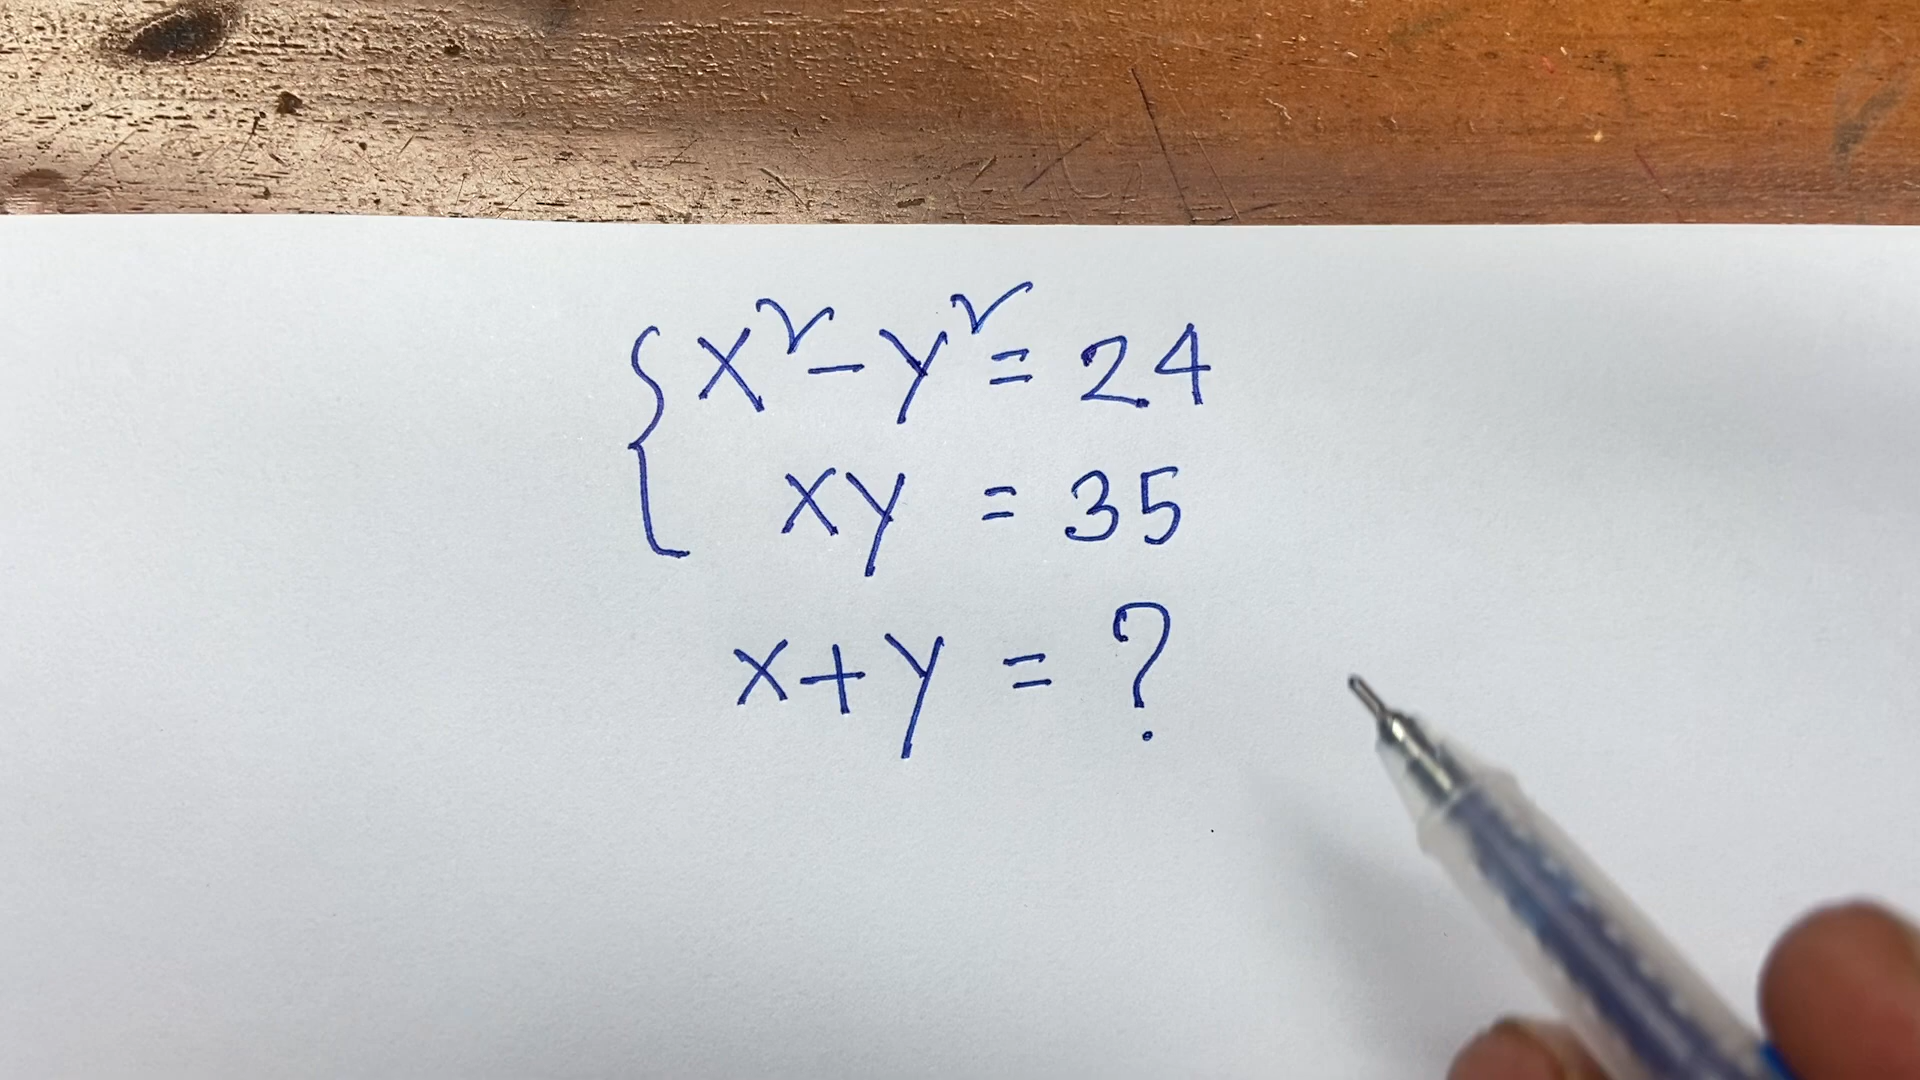 x² - y² = 24
xy = 35
x + y = ?